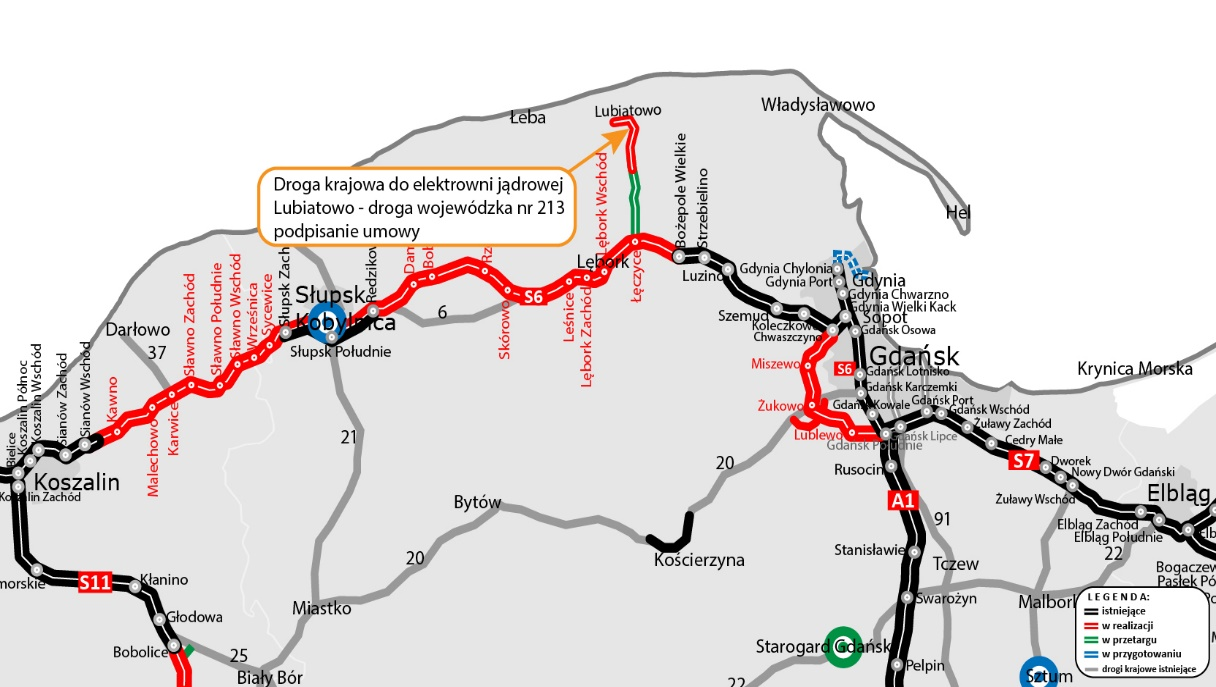 Władysławowo
Lubiatowo
Łeba
Droga krajowa do elektrowni jądrowej
Lubiatowo - droga wojewódzka nr 213
podpisanie umowy
Hel
Lębork Wschód
Bożepole Wielkie
Strzebielino
Łęczyce
Lębork
Luzino
Gdynia Chylonia
Gdynia Port
Gdynia
Gdynia Chwarzno
Gdynia Wielki Kack
Sopot
Gdańsk Osowa
Szemud
Koleczkowo
Chwaszczyno
Słupsk
Kobylnica
Słupsk Południe
6
S6
Skórowo
Leśnice
Lębork Zachód
Darłowo
37
Sławno Zachód
Sławno Południe
Sławno Wschód
Wrześnica
Sycewice
Słupsk Zach
Redzikow
Miszewo
S6
Gdańsk
Gdańsk Lotnisko
Gdańsk Karczemki
Krynica Morska
Żukowo
Gdańsk Kowale
Gdańsk Port
Gdańsk Wschód
Żuławy Zachód
Cedry Małe
Lublewo
Gdańsk Lipce
Gdańsk Południe
Rusocin
S7
Dworek
Nowy Dwór Gdański
Żuławy Wschód
Elbląg
Elbląg Zachód
Elbląg Południe
22
Bielice
Koszalin Północ
Koszalin Wschód
Sianów Zachód
Sianów Wschód
Kawno
Malechowo
Karwice
Koszalin
Koszalin Zachód
21
20
Bytów
20
Kościerzyna
A1
91
Stanisławie
Tczew
Swarożyn
Malbork
morskie
S11
Kłanino
Głodowa
Bobolice
Miastko
25
Biały Bór
Starogard Gdański
Pelpin
22
Sztum
LEGENDA:
istniejące
w realizacji
w przetargu
w przygotowaniu
drogi krajowe istniejące